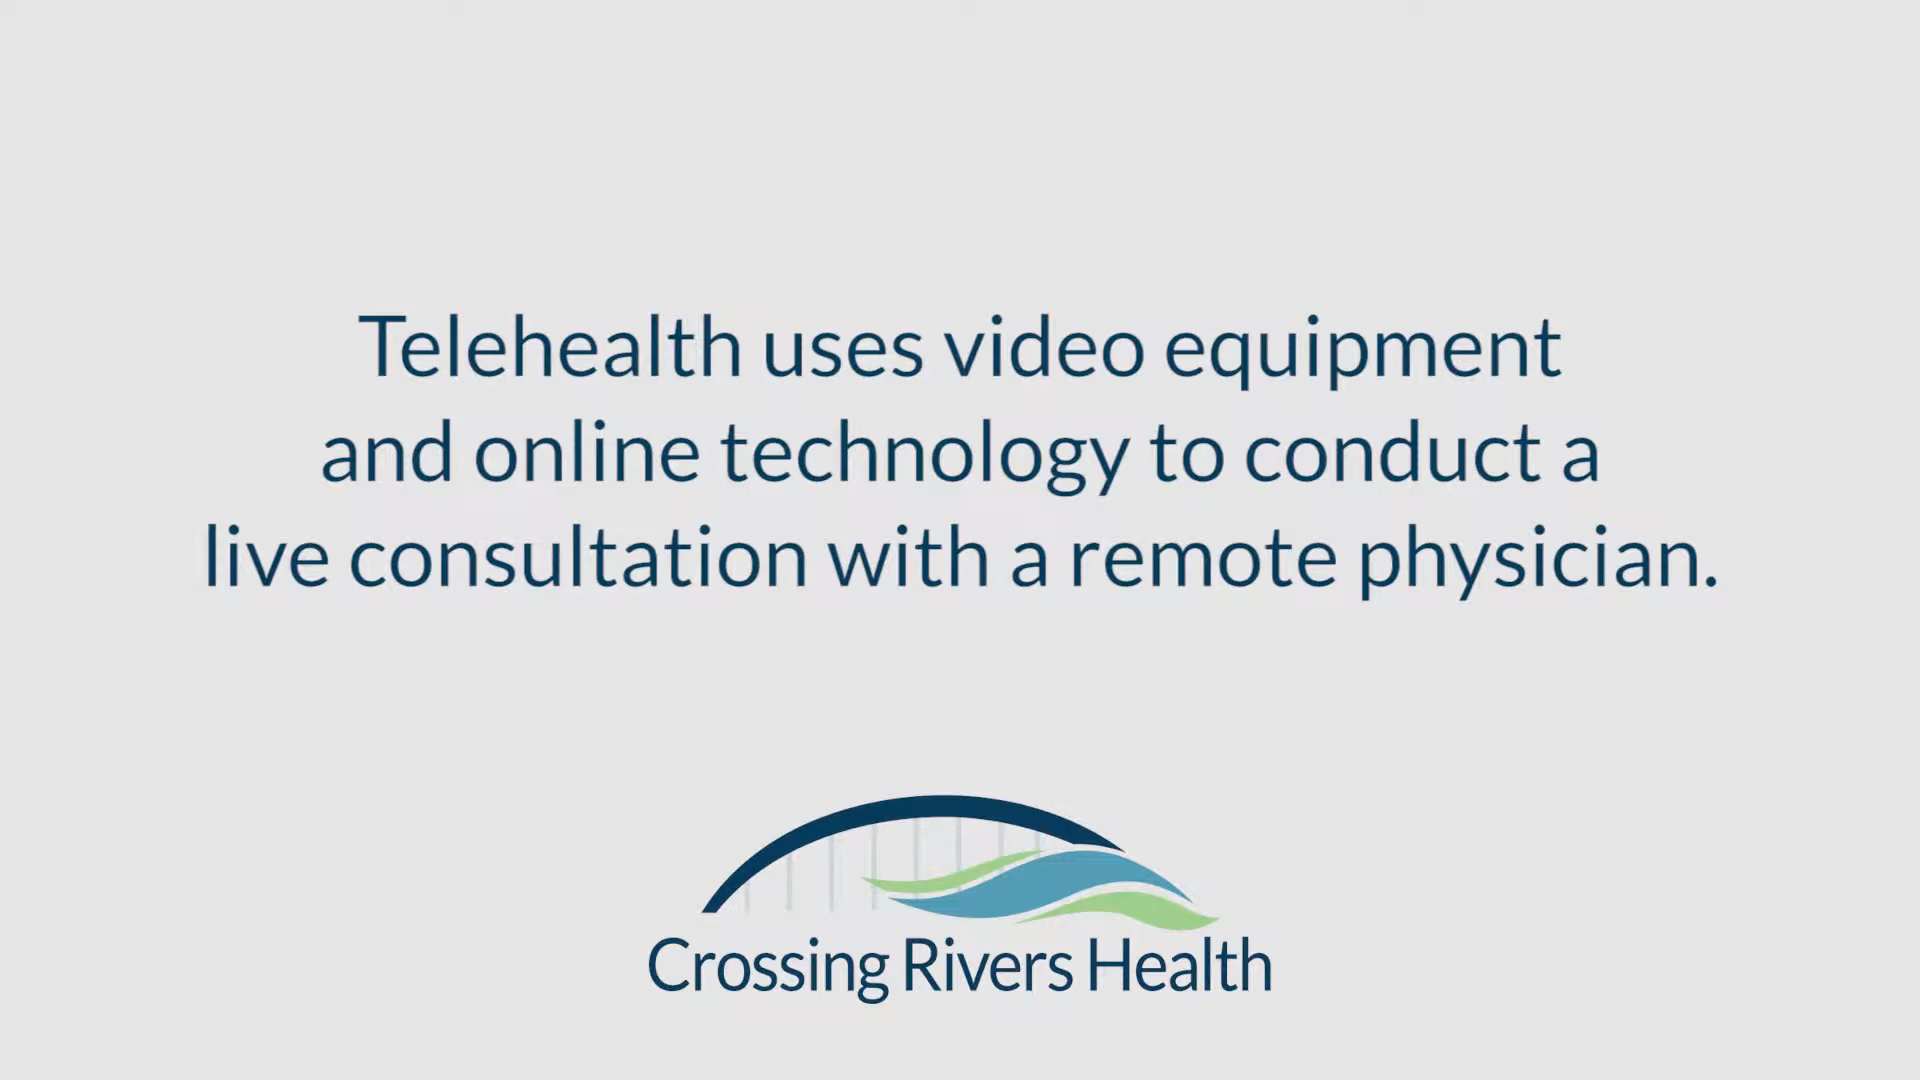 Telehealth uses video equipment
and online technology to conduct a
live consultation with a remote physician.
Crossing Rivers Health